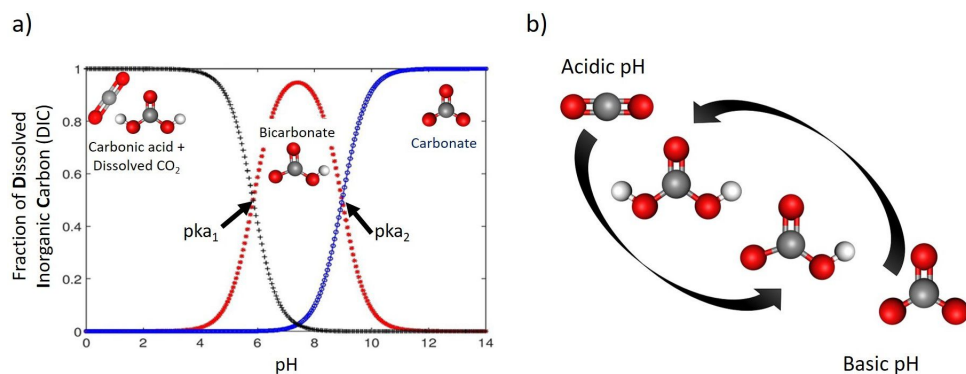 a)
Fraction of Dissolved
Inorganic Carbon (DIC)
1
0.8
0.6
0.4
0.2
0
Carbonic acid +
Dissolved CO₂
Bicarbonate
Carbonate
pka₁
pka₂
0 2 4 6 8 10 12 14
pH
b)
Acidic pH
Basic pH